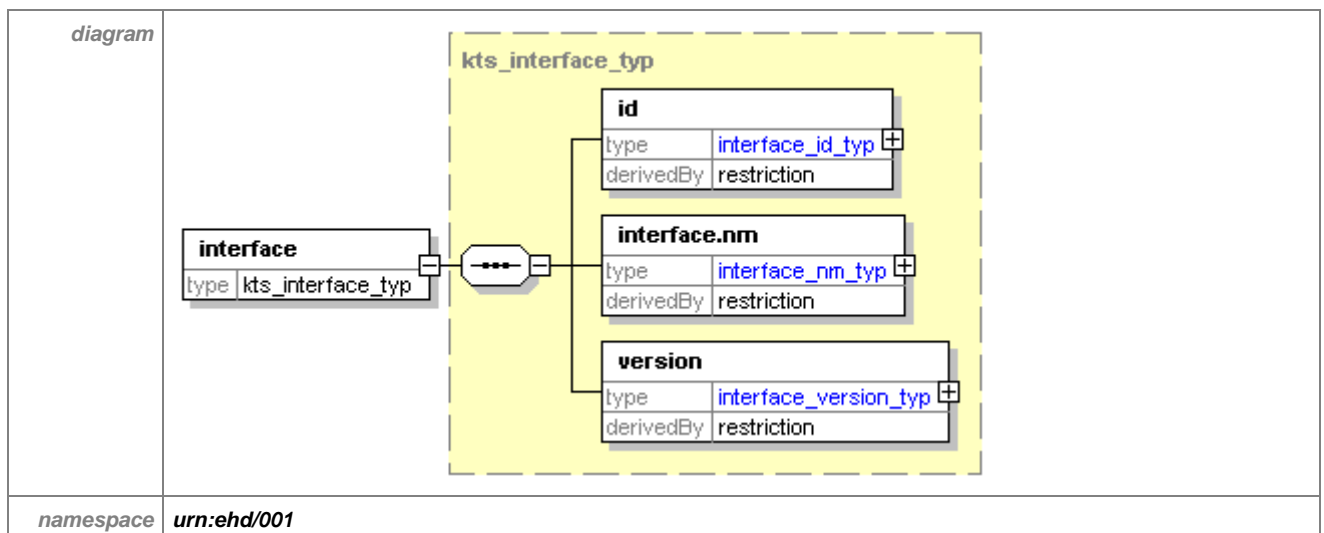 diagram
kts_interface_typ
id
type interface_id_typ
derivedBy restriction
interface.nm
type interface_nm_typ
derivedBy restriction
interface
type kts_interface_typ
version
type interface_version_typ
derivedBy restriction
namespace urn:ehd/001